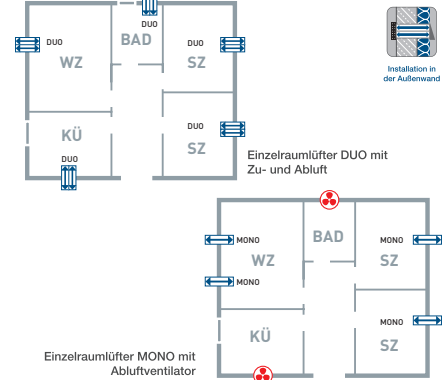 DUO
BAD
DUO
WZ
DUO
SZ
Installation in
der Außenwand
KÜ
DUO
SZ
DUO
Einzelraumlüfter DUO mit
Zu- und Abluft
MONO
BAD
MONO
WZ
SZ
MONO
MONO
KÜ
SZ
Einzelraumlüfter MONO mit
Abluftventilator